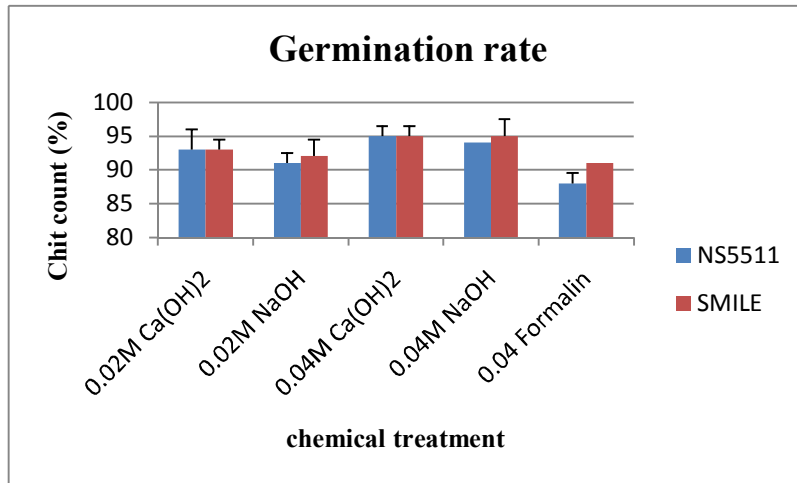 Germination rate
Chit count (%)
100
95
90
85
80
0.02M Ca(OH)2
0.02M NaOH
0.04M Ca(OH)2
0.04M NaOH
0.04 Formalin
chemical treatment
NS5511
SMILE